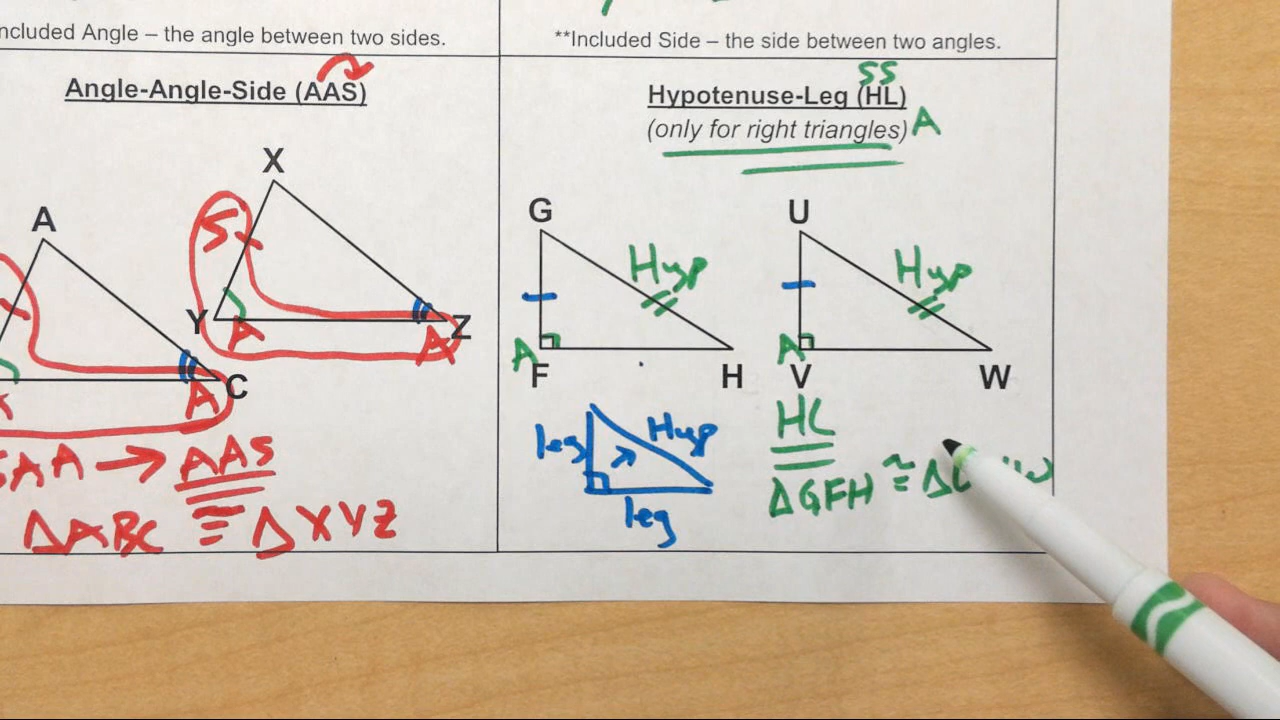 ncluded Angle – the angle between two sides.
**Included Side – the side between two angles.
Angle-Angle-Side (AAS)
X
A
S
Y
A
A
Z
C
A
SAA → AAS
ΔABC ≅ ΔXYZ
SS
Hypotenuse-Leg (HL)
(only for right triangles) A
G
Hyp
A
F
H
U
Hyp
A
V
W
leg
Hyp
leg
HL
ΔGFH ≅ Δ